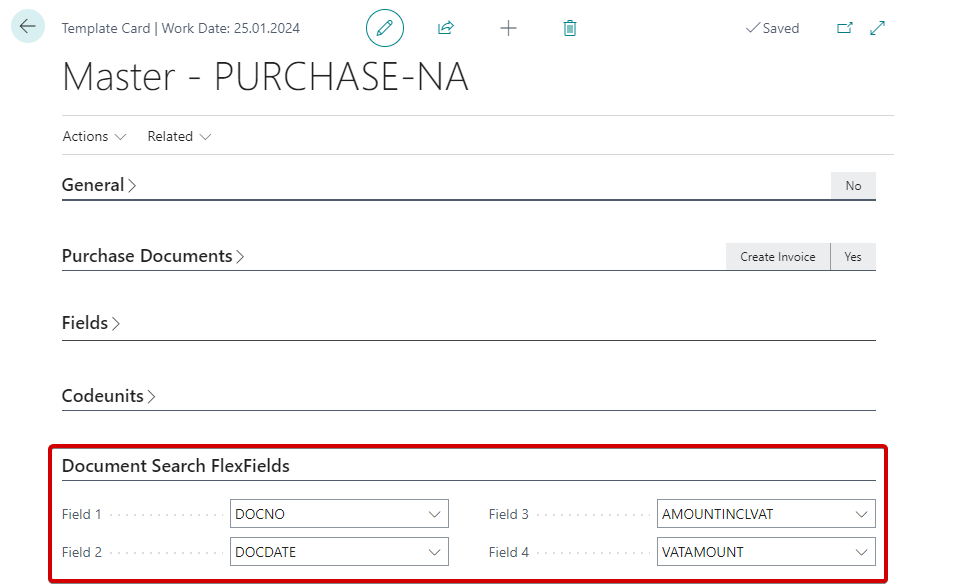 Template Card | Work Date: 25.01.2024
Saved
Master - PURCHASE-NA
Actions
Related
General
No
Purchase Documents
Create Invoice
Yes
Fields
Codeunits
Document Search FlexFields
Field 1 DOCNO
Field 3 AMOUNTINCLVAT
Field 2 DOCDATE
Field 4 VATAMOUNT